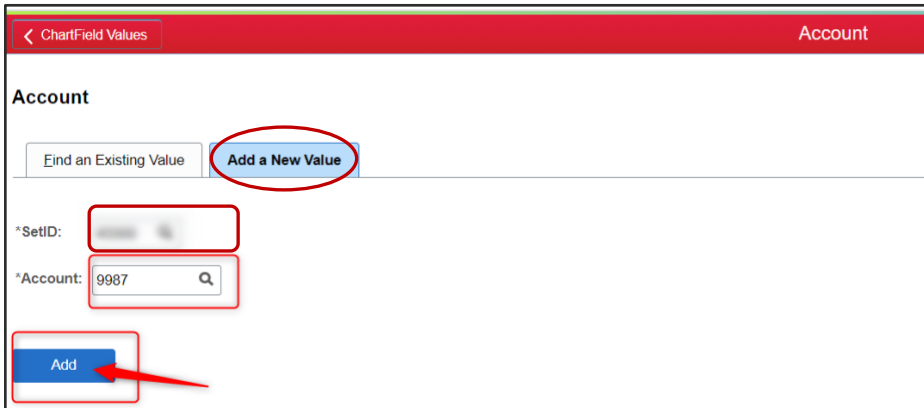 ChartField Values
Account
Account
Find an Existing Value
Add a New Value
*SetID:
*Account: 9987
Add